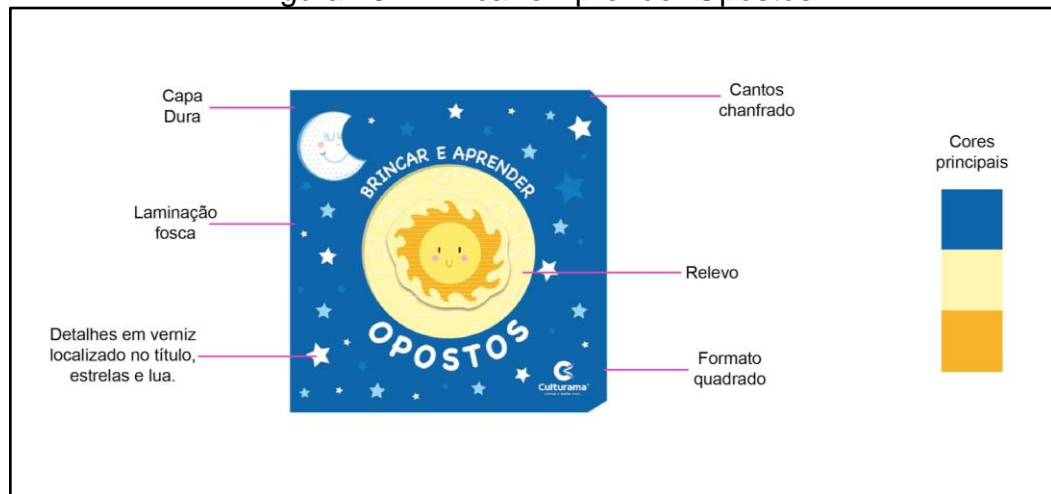 Capa
Dura
Cantos
chanfrado
Cores
principais
BRINCAR E APRENDER
Laminação
fosca
Relevo
OPOSTOS
Detalhes em verniz
localizado no título,
estrelas e lua.
Formato
quadrado
Culturama